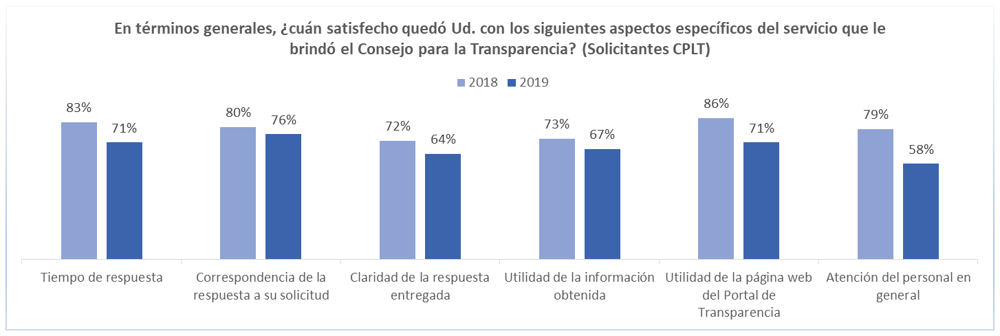 En términos generales, ¿cuán satisfecho quedó Ud. con los siguientes aspectos específicos del servicio que le
brindó el Consejo para la Transparencia? (Solicitantes CPLT)
2018 2019
83%
71%
80%
76%
72%
64%
73%
67%
86%
71%
79%
58%
Tiempo de respuesta
Correspondencia de la
respuesta a su solicitud
Claridad de la respuesta
entregada
Utilidad de la información
obtenida
Utilidad de la página web
del Portal de
Transparencia
Atención del personal en
general